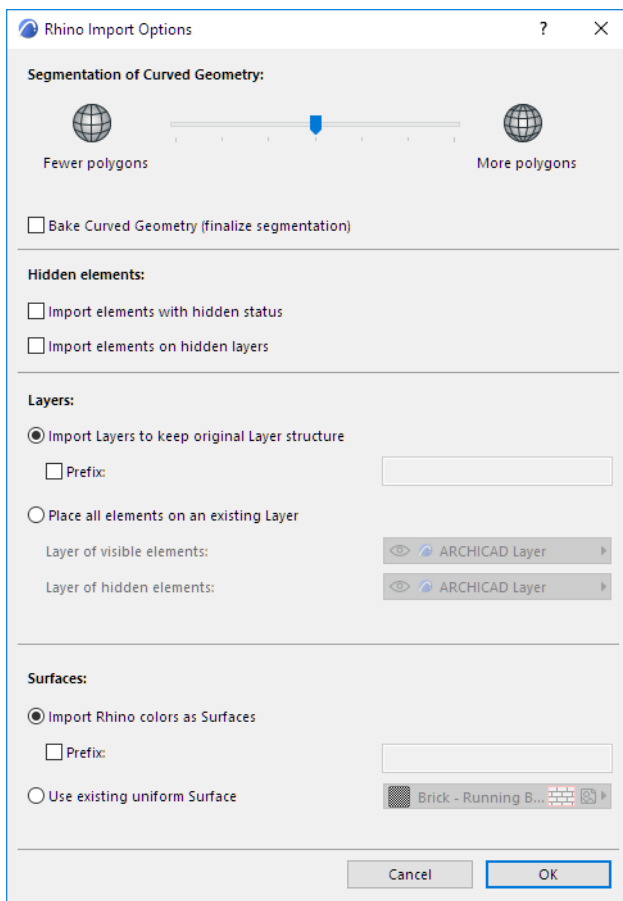 Rhino Import Options
?
Segmentation of Curved Geometry:
Fewer polygons
More polygons
Bake Curved Geometry (finalize segmentation)
Hidden elements:
Import elements with hidden status
Import elements on hidden layers
Layers:
Import Layers to keep original Layer structure
Prefix:
Place all elements on an existing Layer
Layer of visible elements:
ARCHICAD Layer
Layer of hidden elements:
ARCHICAD Layer
Surfaces:
Import Rhino colors as Surfaces
Prefix:
Use existing uniform Surface
Brick - Running B...
Cancel
OK